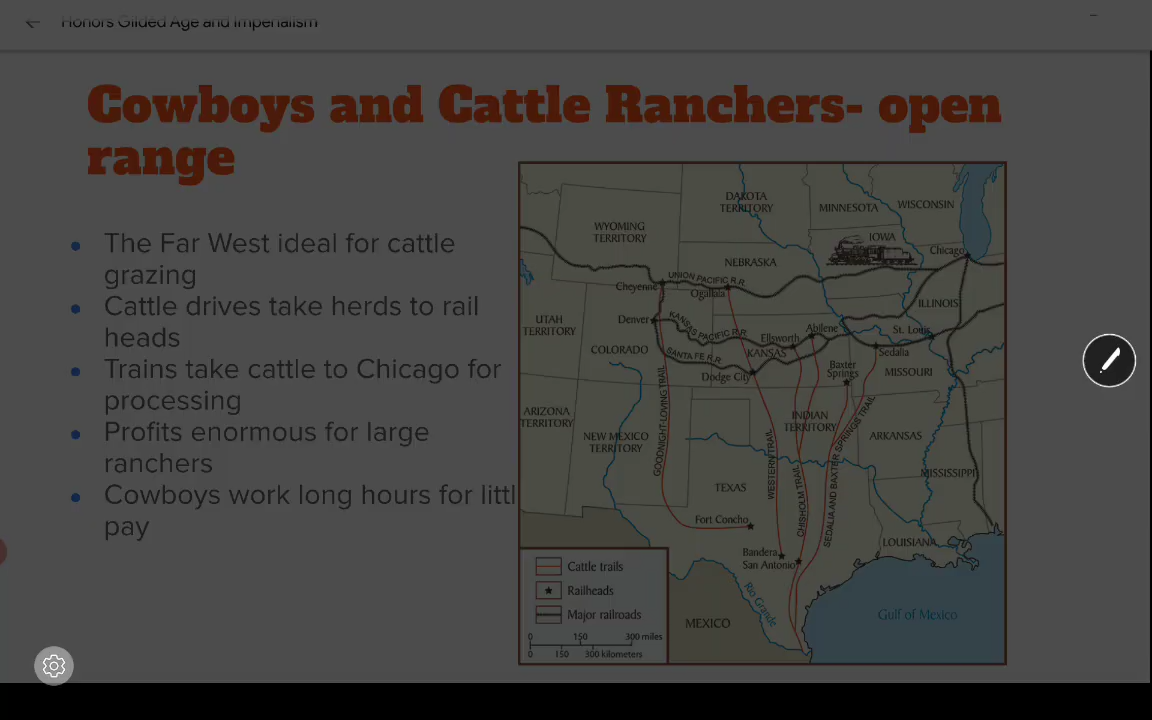 Honors Gilded Age and Imperialism
Cowboys and Cattle Ranchers- open
range
The Far West ideal for cattle
grazing
Cattle drives take herds to rail
heads
Trains take cattle to Chicago for
processing
Profits enormous for large
ranchers
Cowboys work long hours for littl
pay
DAKOTA
TERRITORY
MINNESOTA
WISCONSIN
WYOMING
TERRITORY
IOWA
Chicago
NEBRASKA
UNION PACIFIC R.R.
Cheyenne
Ogallala
ILLINOIS
UTAH
TERRITORY
Denver
KANSAS PACIFIC R.R.
Ellsworth
Abilene
St. Louis
COLORADO
SANTA FE R.R.
KANSAS
Sedalia
Dodge City
Baxter
Springs
MISSOURI
ARIZONA
TERRITORY
NEW MEXICO
TERRITORY
GOODNIGHT-LOVING TRAIL
WESTERN TRAIL
CHISHOLM TRAIL
SEDALIA AND BAXTER SPRINGS TRAIL
INDIAN
TERRITORY
ARKANSAS
MISSISSIPPI
TEXAS
Fort Concho
LOUISIANA
Bandera
San Antonio
Rio Grande
MEXICO
Gulf of Mexico
Cattle trails
Railheads
Major railroads
0 150 300 miles
0 150 300 kilometers